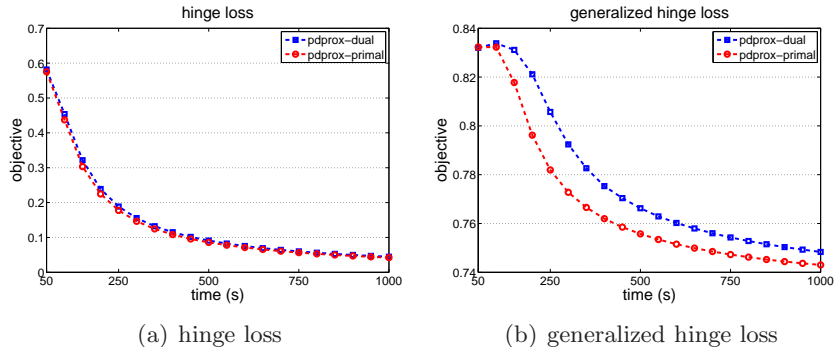 hinge loss
pdprox-dual
pdprox-primal
0.7
0.6
0.5
0.4
0.3
0.2
0.1
0
objective
50
250
500
750
1000
time (s)
(a) hinge loss
generalized hinge loss
pdprox-dual
pdprox-primal
0.84
0.82
0.8
0.78
0.76
0.74
objective
50
250
500
750
1000
time (s)
(b) generalized hinge loss